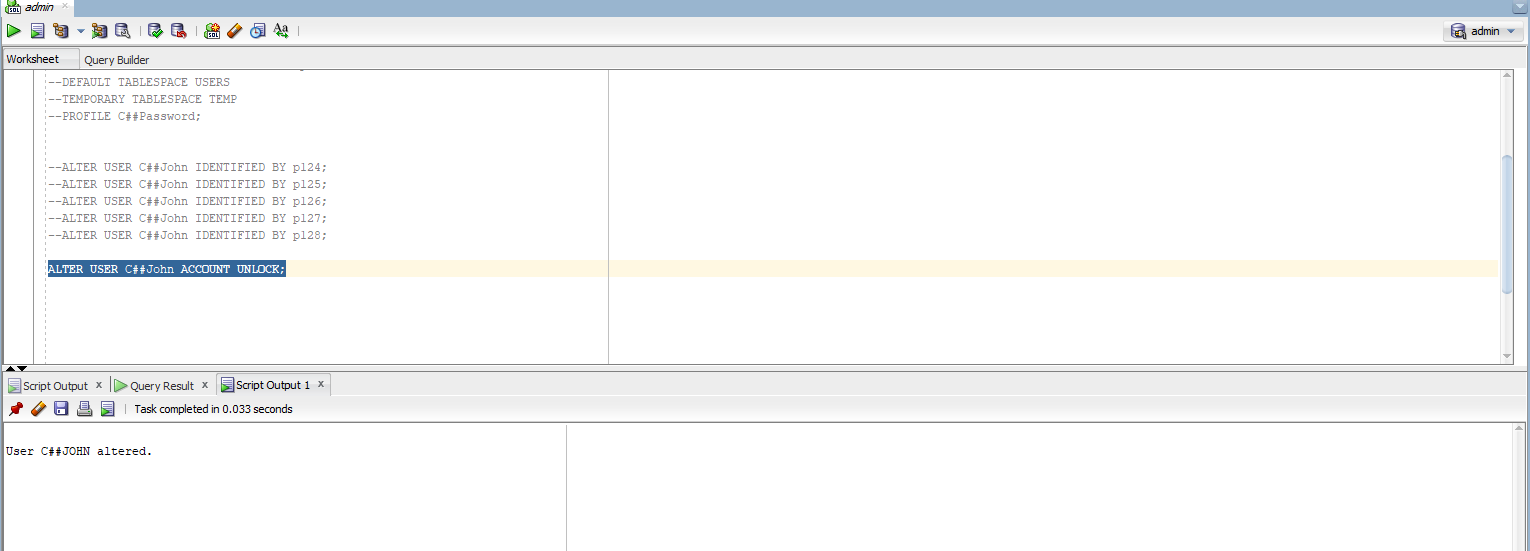 admin
admin
Worksheet
Query Builder
--DEFAULT TABLESPACE USERS
--TEMPORARY TABLESPACE TEMP
--PROFILE C##Password;
--ALTER USER C##John IDENTIFIED BY p124;
--ALTER USER C##John IDENTIFIED BY p125;
--ALTER USER C##John IDENTIFIED BY p126;
--ALTER USER C##John IDENTIFIED BY p127;
--ALTER USER C##John IDENTIFIED BY p128;
ALTER USER C##John ACCOUNT UNLOCK;
Script Output x
Query Result x
Script Output 1 x
Task completed in 0.033 seconds
User C##JOHN altered.